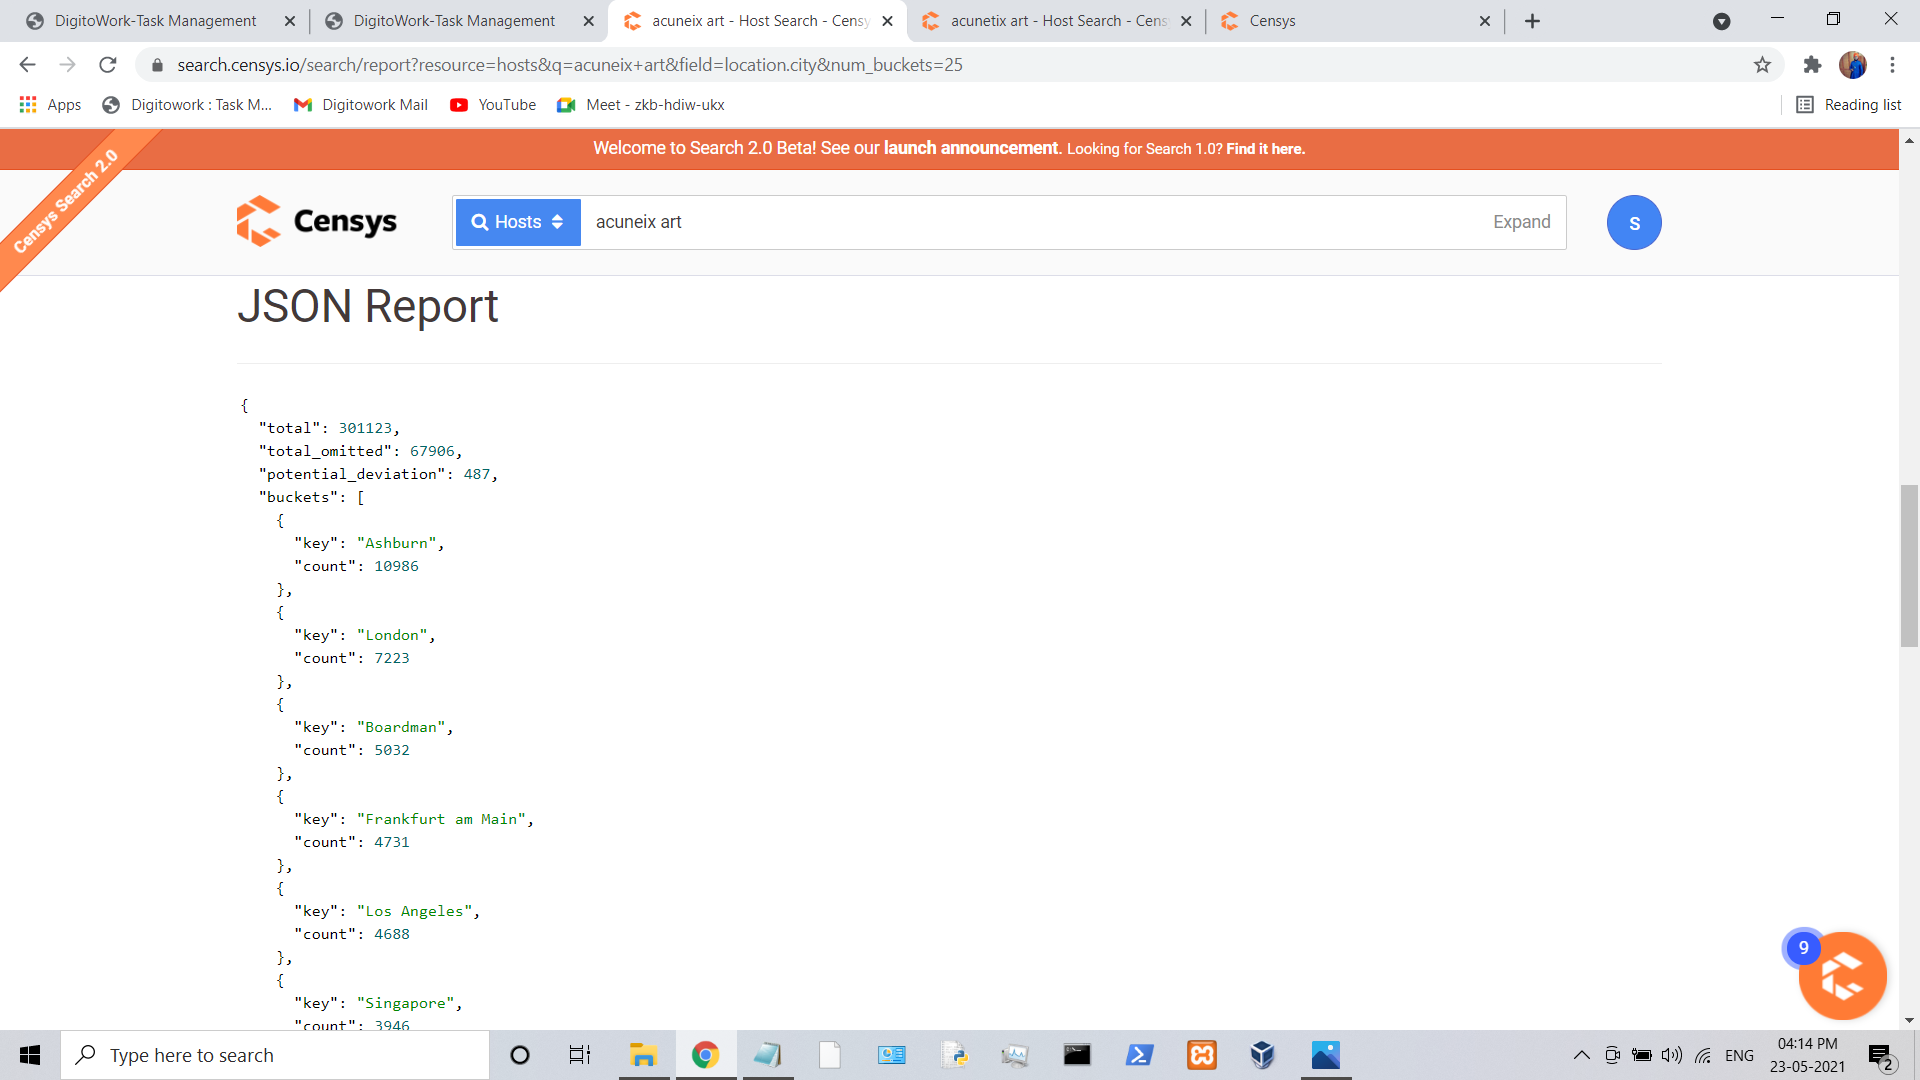 DigitoWork-Task Management
DigitoWork-Task Management
acuneix art - Host Search - Censy
acunetix art - Host Search - Cens
Censys
search.censys.io/search/report?resource=hosts&q=acuneix+art&field=location.city&num_buckets=25
Apps
Digitowork : Task M...
Digitowork Mail
YouTube
Meet - zkb-hdiw-ukx
Reading list
Welcome to Search 2.0 Beta! See our launch announcement. Looking for Search 1.0? Find it here.
Censys Search 2.0
Censys
Hosts
acuneix art
Expand
S
JSON Report
{
"total": 301123,
"total_omitted": 67906,
"potential_deviation": 487,
"buckets": [
{
"key": "Ashburn",
"count": 10986
},
{
"key": "London",
"count": 7223
},
{
"key": "Boardman",
"count": 5032
},
{
"key": "Frankfurt am Main",
"count": 4731
},
{
"key": "Los Angeles",
"count": 4688
},
{
"key": "Singapore",
"count": 3946
9
Type here to search
ENG
04:14 PM
23-05-2021
2